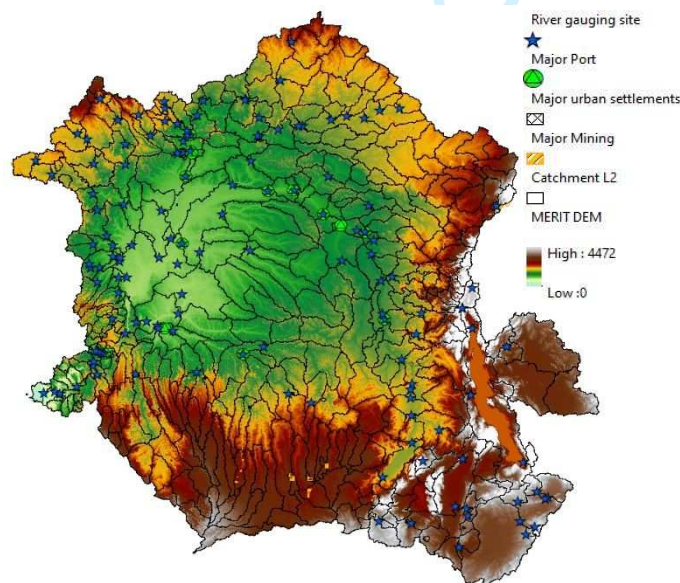 River gauging site
Major Port
Major urban settlements
Major Mining
Catchment L2
MERIT DEM
High : 4472
Low :0